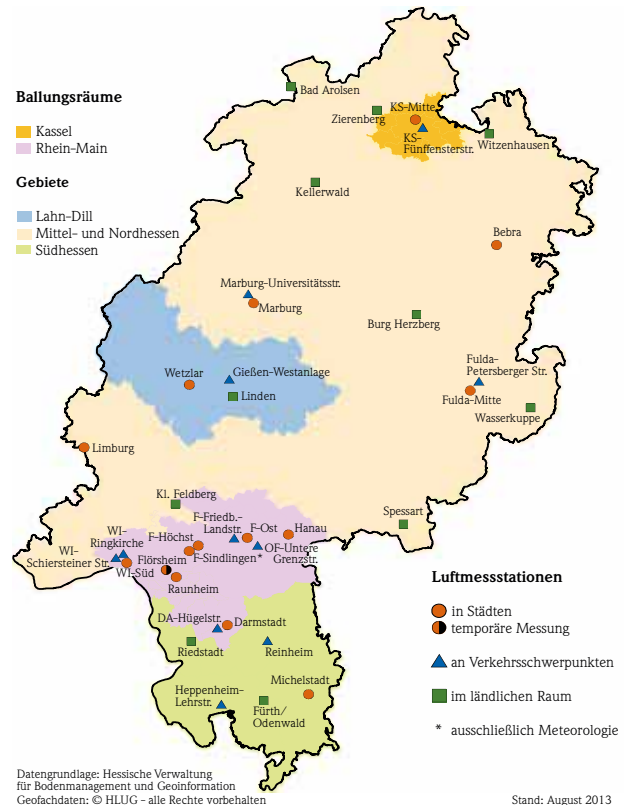 Ballungsräume
Kassel
Rhein-Main
Gebiete
Lahn-Dill
Mittel- und Nordhessen
Südhessen
Bad Arolsen
Zierenberg
KS-Mitte
KS-
Fünffensterstr.
Witzenhausen
Kellerwald
Bebra
Marburg-Universitätsstr.
Marburg
Burg Herzberg
Wetzlar
Gießen-Westanlage
Linden
Fulda-
Petersberger Str.
Fulda-Mitte
Wasserkuppe
Limburg
Kl. Feldberg
Spessart
F-Friedb.-
Landstr.
F-Ost
Hanau
WI-
Ringkirche
F-Höchst
F-Sindlingen*
OF-Untere
Grenzstr.
WI-
Schiersteiner Str.
WI-Süd
Flörsheim
Raunheim
DA-Hügelstr.
Darmstadt
Riedstadt
Reinheim
Heppenheim-
Lehrstr.
Fürth/
Odenwald
Michelstadt
Luftmessstationen
in Städten
temporäre Messung
an Verkehrsschwerpunkten
im ländlichen Raum
* ausschließlich Meteorologie
Datengrundlage: Hessische Verwaltung
für Bodenmanagement und Geoinformation
Geofachdaten: © HLUG - alle Rechte vorbehalten
Stand: August 2013